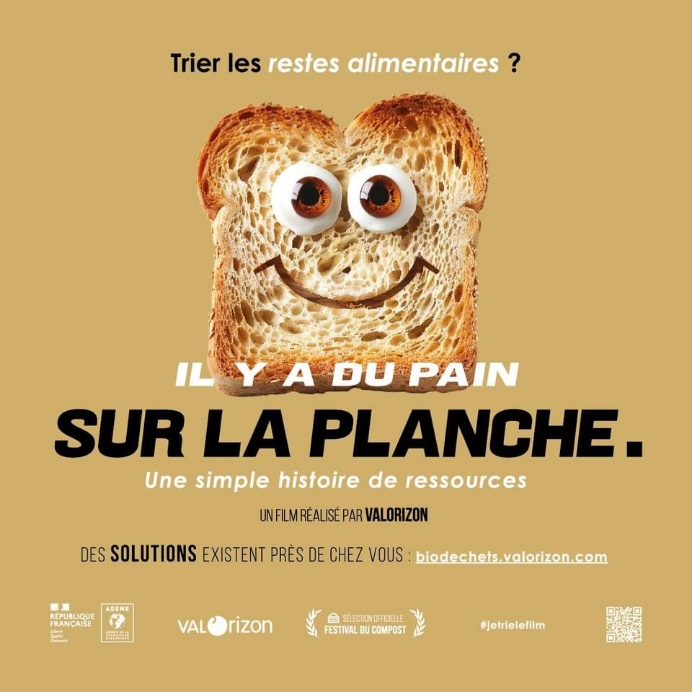 Trier les restes alimentaires ?
IL Y A DU PAIN
SUR LA PLANCHE.
Une simple histoire de ressources
UN FILM RÉALISÉ PAR VALORIZON
DES SOLUTIONS EXISTENT PRÈS DE CHEZ VOUS : biodechets.valorizon.com
RÉPUBLIQUE
FRANÇAISE
Liberté
Égalité
Fraternité
ADEME
VALORIZON
SÉLECTION OFFICIELLE
FESTIVAL DU COMPOST
#jetrielefilm